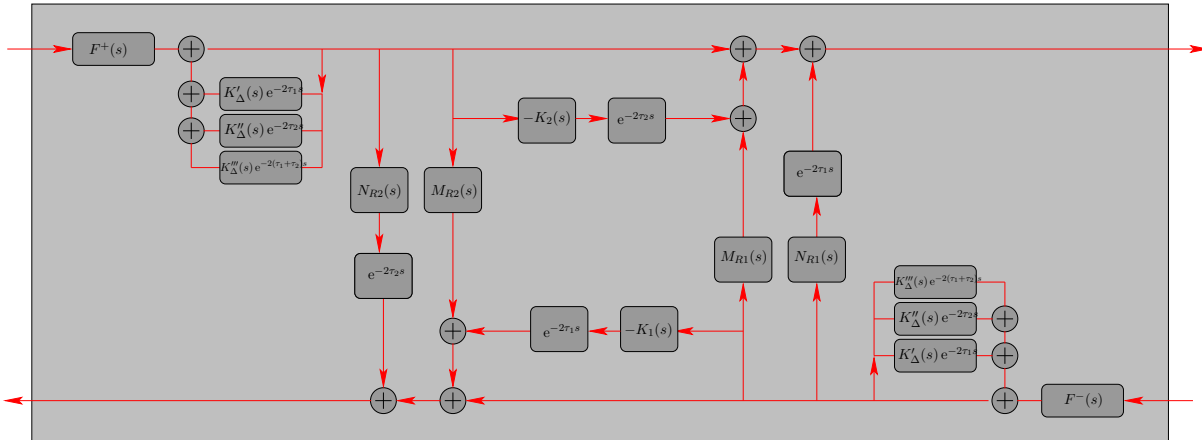 F⁺(s)
K′_Δ(s) e^{−2τ₁s}
K″_Δ(s) e^{−2τ₂s}
K‴_Δ(s) e^{−2(τ₁+τ₂)s}
−K₂(s)
e^{−2τ₂s}
e^{−2τ₁s}
N_{R2}(s)
M_{R2}(s)
e^{−2τ₂s}
M_{R1}(s)
N_{R1}(s)
e^{−2τ₁s}
−K₁(s)
K‴_Δ(s) e^{−2(τ₁+τ₂)s}
K″_Δ(s) e^{−2τ₂s}
K′_Δ(s) e^{−2τ₁s}
F⁻(s)